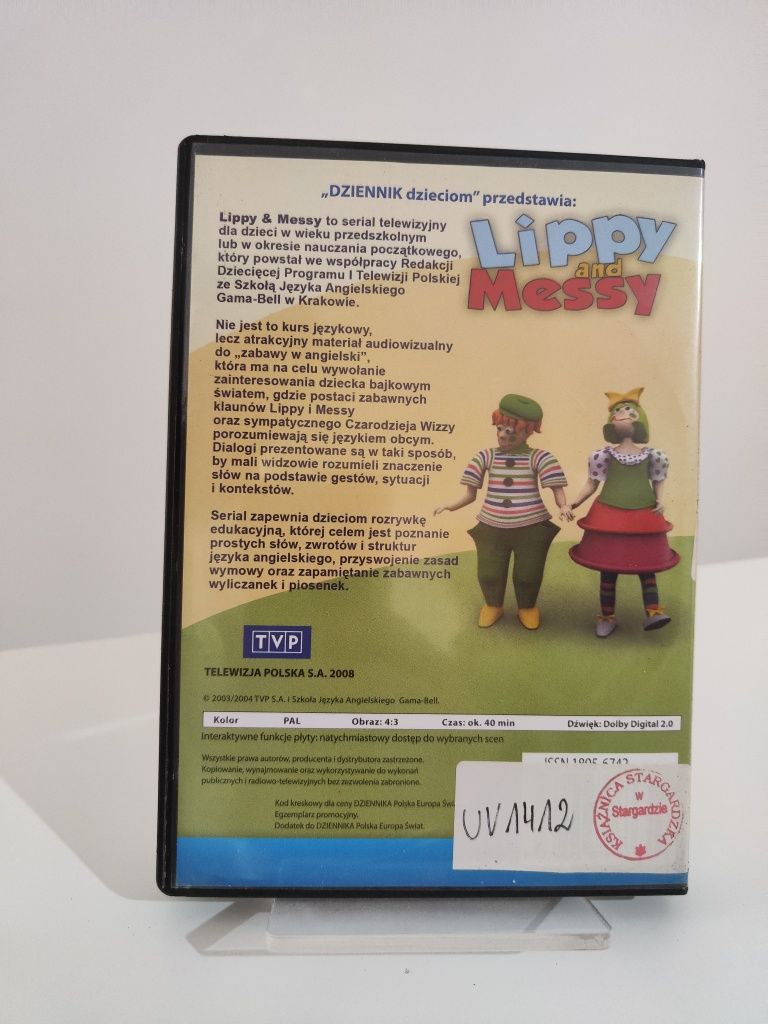 „DZIENNIK dzieciom” przedstawia:
Lippy and Messy
Lippy & Messy to serial telewizyjny
dla dzieci w wieku przedszkolnym
lub w okresie nauczania początkowego,
który powstał we współpracy Redakcji
Dziecięcej Programu I Telewizji Polskiej
ze Szkołą Języka Angielskiego
Gama-Bell w Krakowie.
Nie jest to kurs językowy,
lecz atrakcyjny materiał audiowizualny
do „zabawy w angielski”,
która ma na celu wywołanie
zainteresowania dziecka bajkowym
światem, gdzie postaci zabawnych
klaunów Lippy i Messy
oraz sympatycznego Czarodzieja Wizzy
porozumiewają się językiem obcym.
Dialogi prezentowane są w taki sposób,
by mali widzowie rozumieli znaczenie
słów na podstawie gestów, sytuacji
i kontekstów.
Serial zapewnia dzieciom rozrywkę
edukacyjną, której celem jest poznanie
prostych słów, zwrotów i struktur
języka angielskiego, przyswojenie zasad
wymowy oraz zapamiętanie zabawnych
wyliczanek i piosenek.
TVP
TELEWIZJA POLSKA S.A. 2008
© 2003/2004 TVP S.A. i Szkoła Języka Angielskiego Gama-Bell.
Kolor PAL Obraz: 4:3 Czas: ok. 40 min Dźwięk: Dolby Digital 2.0
Interaktywne funkcje płyty: natychmiastowy dostęp do wybranych scen
Wszystkie prawa autorów, producenta i dystrybutora zastrzeżone.
Kopiowanie, wynajmowanie oraz wykorzystywanie do wykonań
publicznych i radiowo-telewizyjnych bez zezwolenia zabronione.
ISSN 1895-6742
Kod kreskowy dla ceny DZIENNIKA Polska Europa Świat
Egzemplarz promocyjny.
Dodatek do DZIENNIKA Polska Europa Świat.
UV1412
KSIĄŻNICA STARGARDZKA
w
Stargardzie